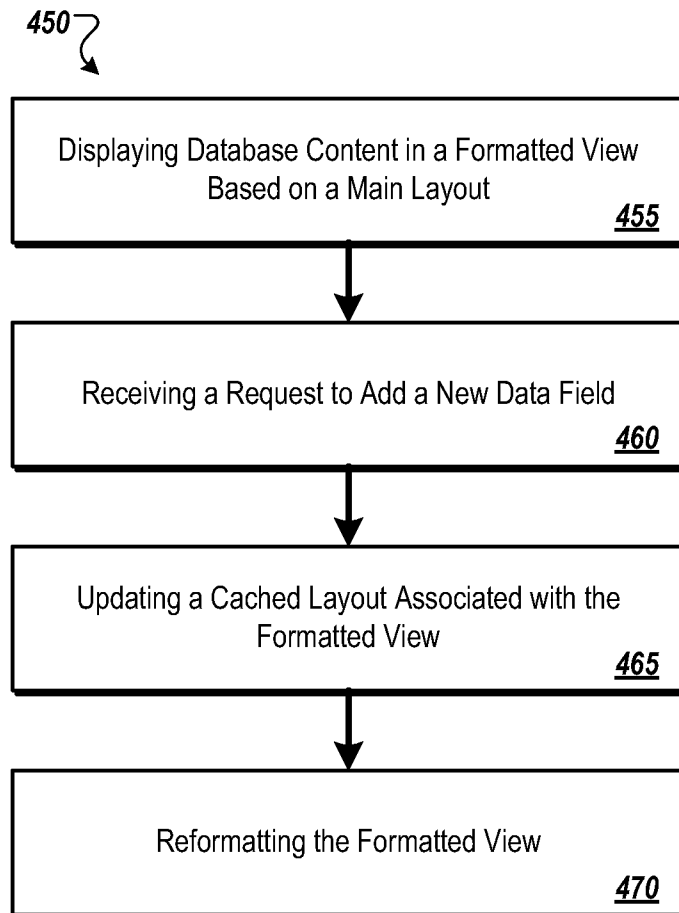 450
Displaying Database Content in a Formatted View
Based on a Main Layout
455
Receiving a Request to Add a New Data Field
460
Updating a Cached Layout Associated with the
Formatted View
465
Reformatting the Formatted View
470